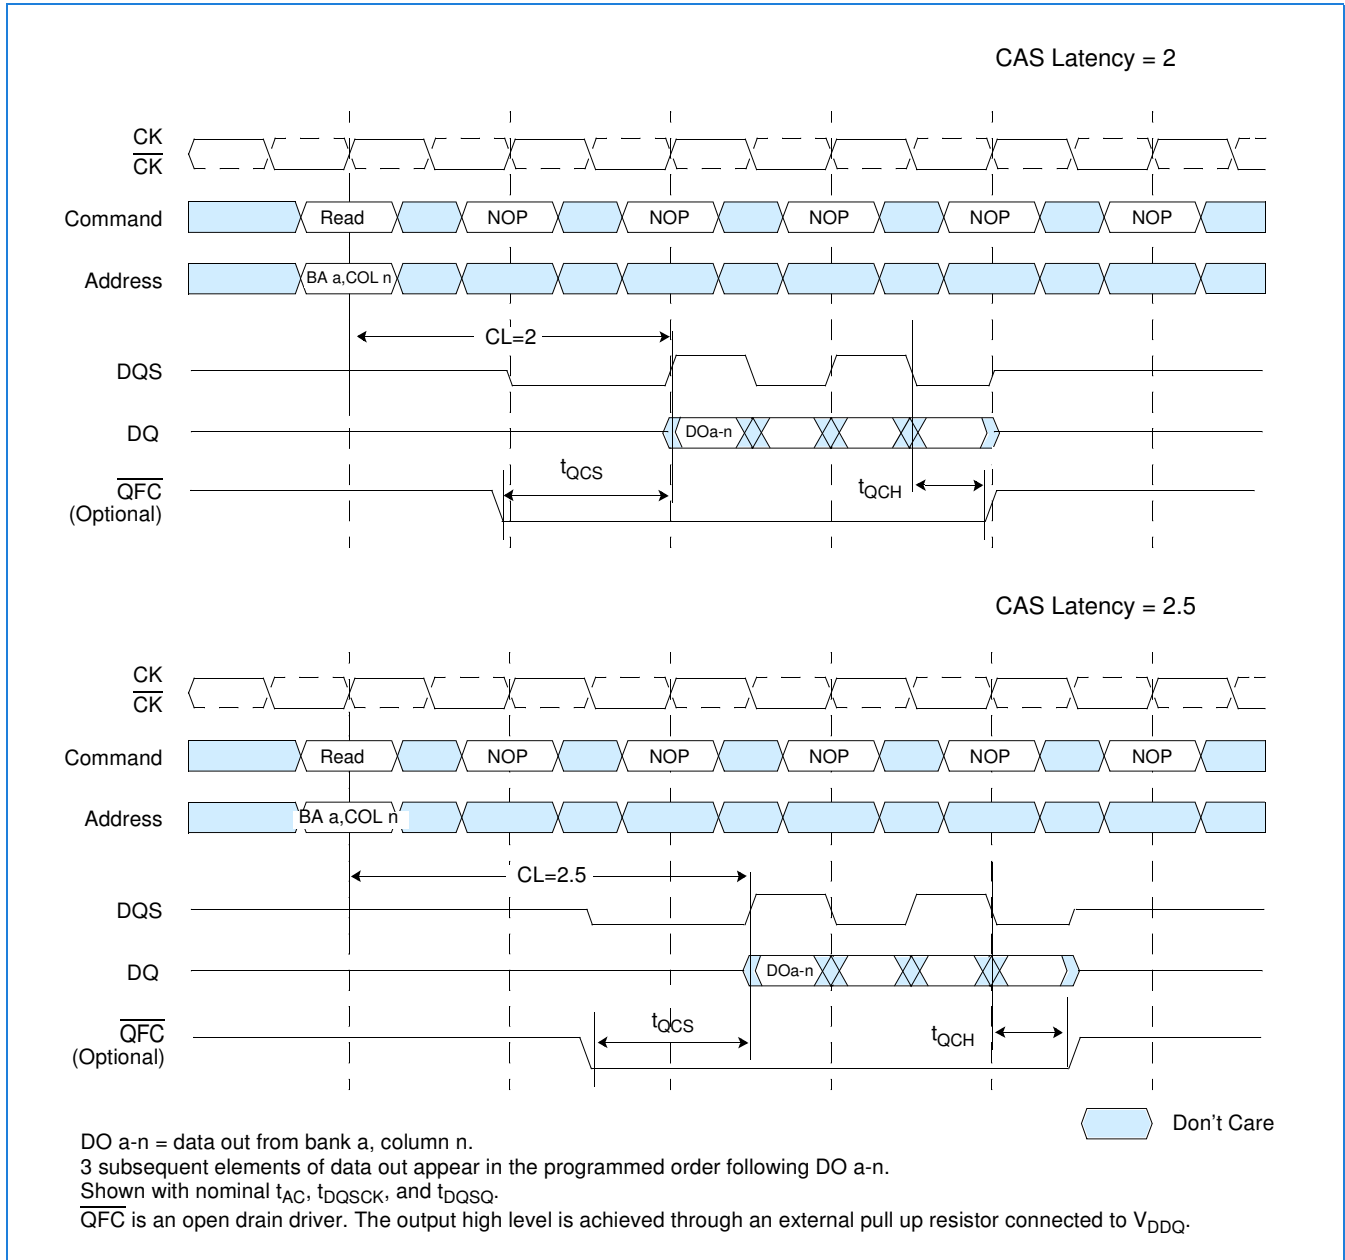 CAS Latency = 2
CK
CK
Command
Read
NOP
NOP
NOP
NOP
NOP
Address
BA a,COL n
CL=2
DQS
DQ
DOa-n
tQCS
tQCH
QFC
(Optional)
CAS Latency = 2.5
CK
CK
Command
Read
NOP
NOP
NOP
NOP
NOP
Address
BA a,COL n
CL=2.5
DQS
DQ
DOa-n
tQCS
tQCH
QFC
(Optional)
Don't Care
DO a-n = data out from bank a, column n.
3 subsequent elements of data out appear in the programmed order following DO a-n.
Shown with nominal tAC, tDQSCK, and tDQSQ.
QFC is an open drain driver. The output high level is achieved through an external pull up resistor connected to VDDQ.